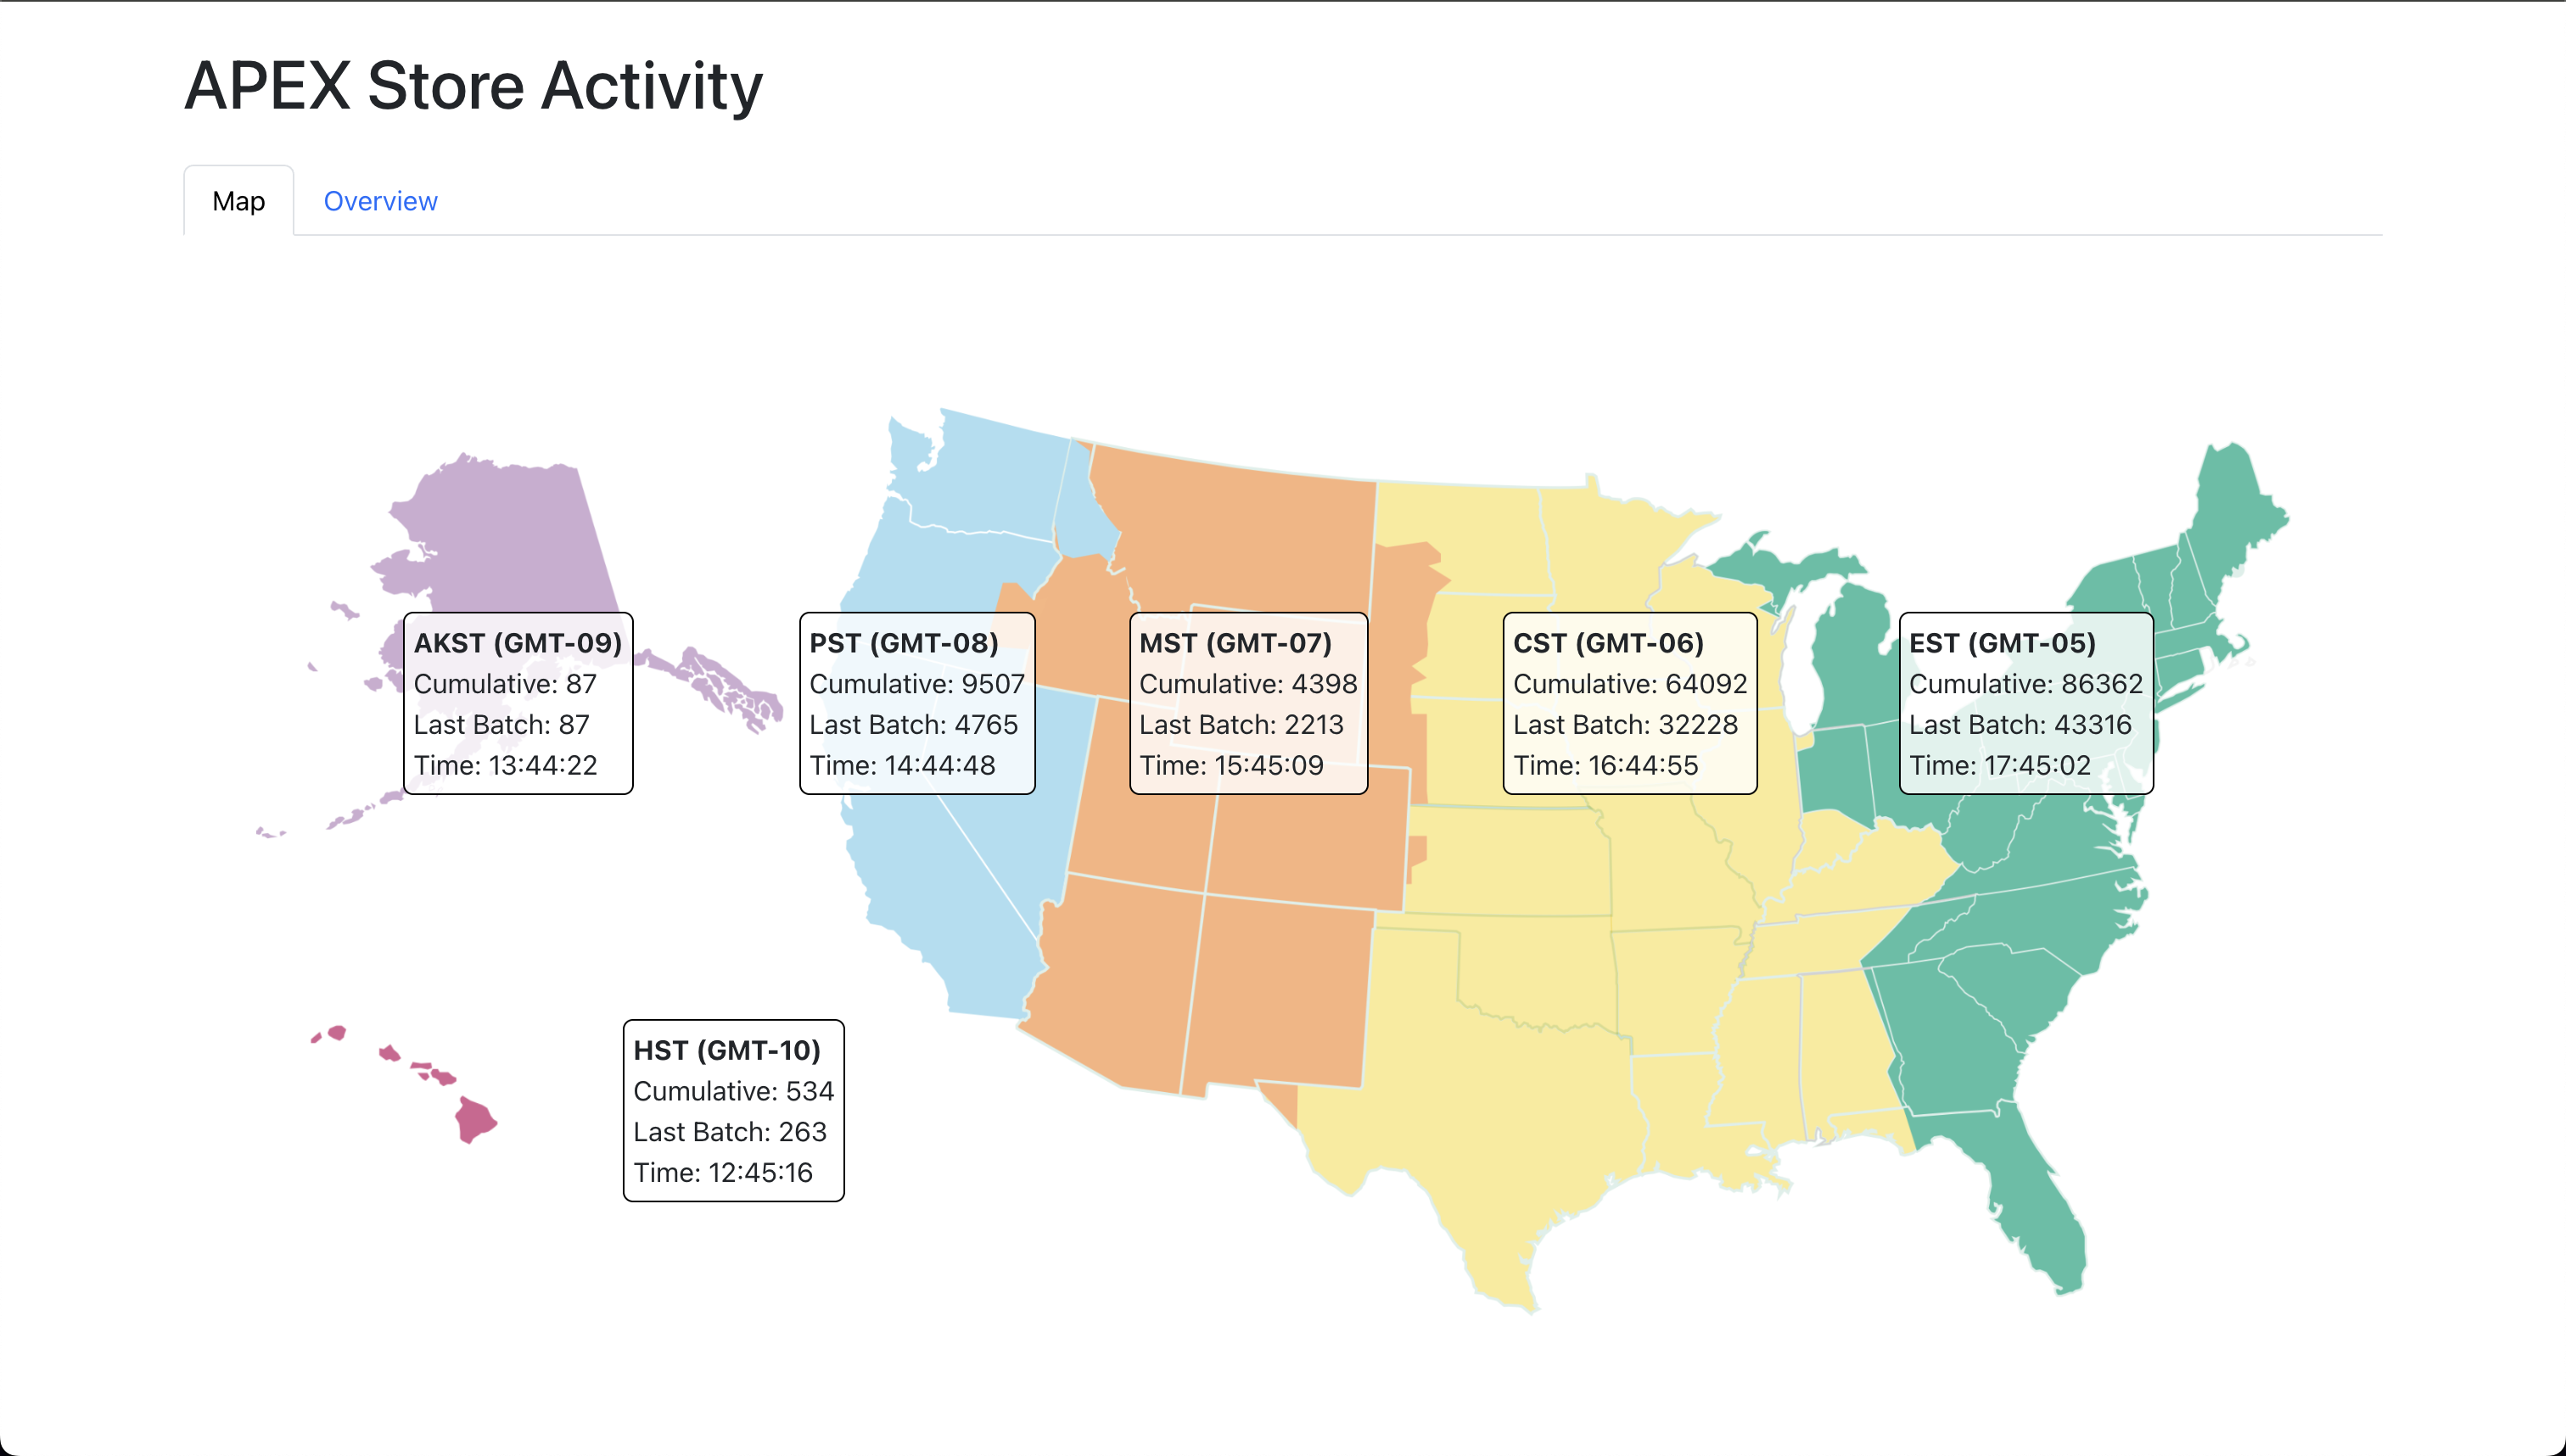 APEX Store Activity
Map
Overview
AKST (GMT-09)
Cumulative: 87
Last Batch: 87
Time: 13:44:22
PST (GMT-08)
Cumulative: 9507
Last Batch: 4765
Time: 14:44:48
MST (GMT-07)
Cumulative: 4398
Last Batch: 2213
Time: 15:45:09
CST (GMT-06)
Cumulative: 64092
Last Batch: 32228
Time: 16:44:55
EST (GMT-05)
Cumulative: 86362
Last Batch: 43316
Time: 17:45:02
HST (GMT-10)
Cumulative: 534
Last Batch: 263
Time: 12:45:16